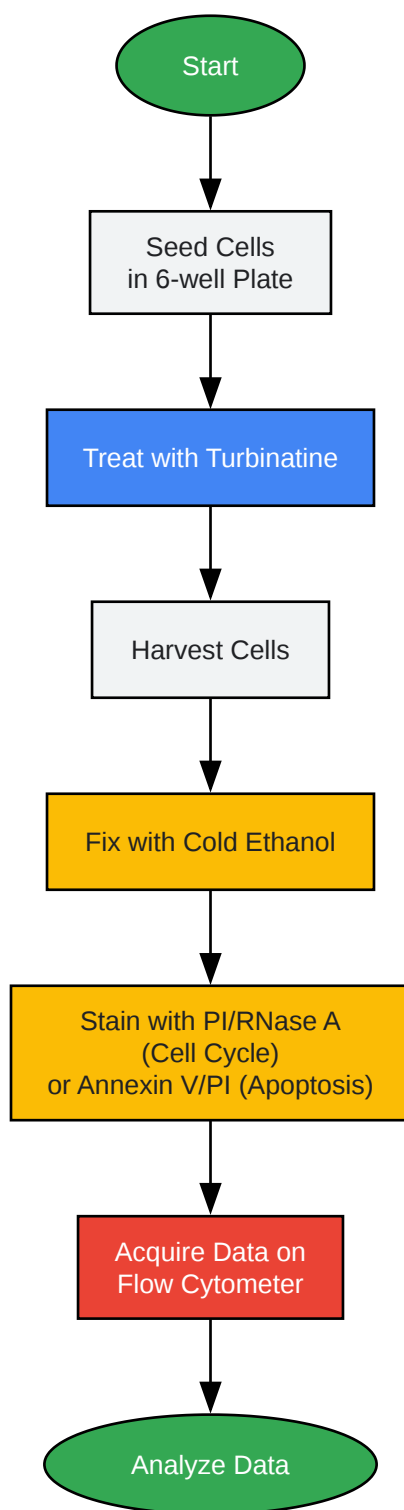 Start
Seed Cells
in 6-well Plate
Treat with Turbinatine
Harvest Cells
Fix with Cold Ethanol
Stain with PI/RNase A
(Cell Cycle)
or Annexin V/PI (Apoptosis)
Acquire Data on
Flow Cytometer
Analyze Data